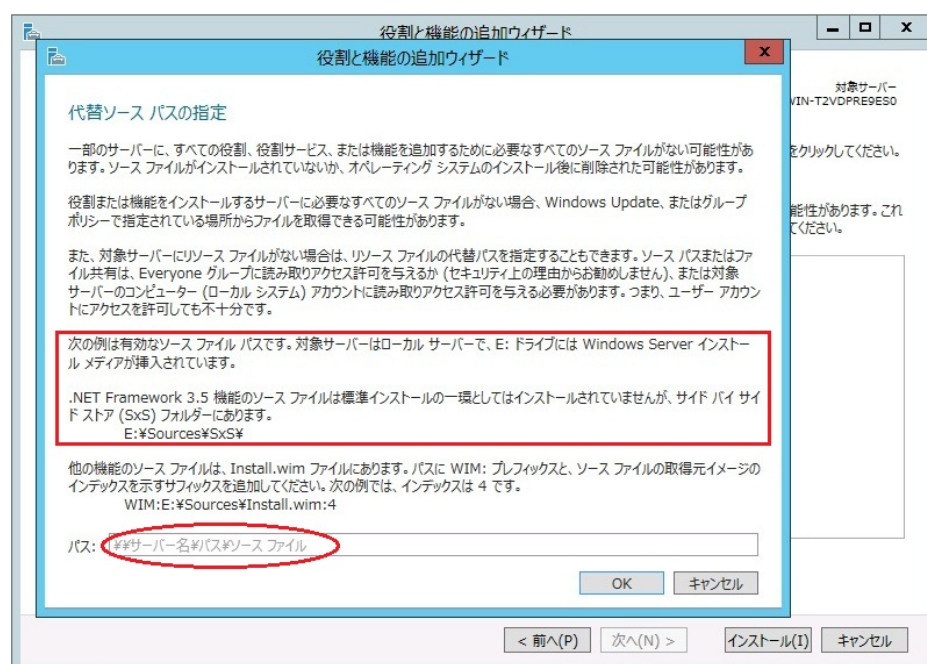 役割と機能の追加ウィザード
役割と機能の追加ウィザード
対象サーバー
WIN-T2VDPRE9ES0
代替ソース パスの指定
一部のサーバーに、すべての役割、役割サービス、または機能を追加するために必要なすべてのソース ファイルがない可能性があ
ります。ソース ファイルがインストールされていないか、オペレーティング システムのインストール後に削除された可能性があります。
をクリックしてください。
役割または機能をインストールするサーバーに必要なすべてのソース ファイルがない場合、Windows Update、またはグループ
ポリシーで指定されている場所からファイルを取得できる可能性があります。
能性があります。これ
てください。
また、対象サーバーにリソース ファイルがない場合は、リソース ファイルの代替パスを指定することもできます。ソース パスまたはファ
イル共有は、Everyone グループに読み取りアクセス許可を与えるか (セキュリティ上の理由からお勧めしません)、または対象
サーバーのコンピューター (ローカル システム) アカウントに読み取りアクセス許可を与える必要があります。つまり、ユーザー アカウン
トにアクセスを許可しても不十分です。
次の例は有効なソース ファイル パスです。対象サーバーはローカル サーバーで、E: ドライブには Windows Server インストー
ル メディアが挿入されています。
.NET Framework 3.5 機能のソース ファイルは標準インストールの一環としてはインストールされていませんが、サイド バイ サイ
ド ストア (SxS) フォルダーにあります。
E:¥Sources¥SxS¥
他の機能のソース ファイルは、Install.wim ファイルにあります。パスに WIM: プレフィックスと、ソース ファイルの取得元イメージの
インデックスを示すサフィックスを追加してください。次の例では、インデックスは 4 です。
WIM:E:¥Sources¥Install.wim:4
パス: ¥¥サーバー名¥パス¥ソース ファイル
OK キャンセル
< 前へ(P) 次へ(N) > インストール(I) キャンセル